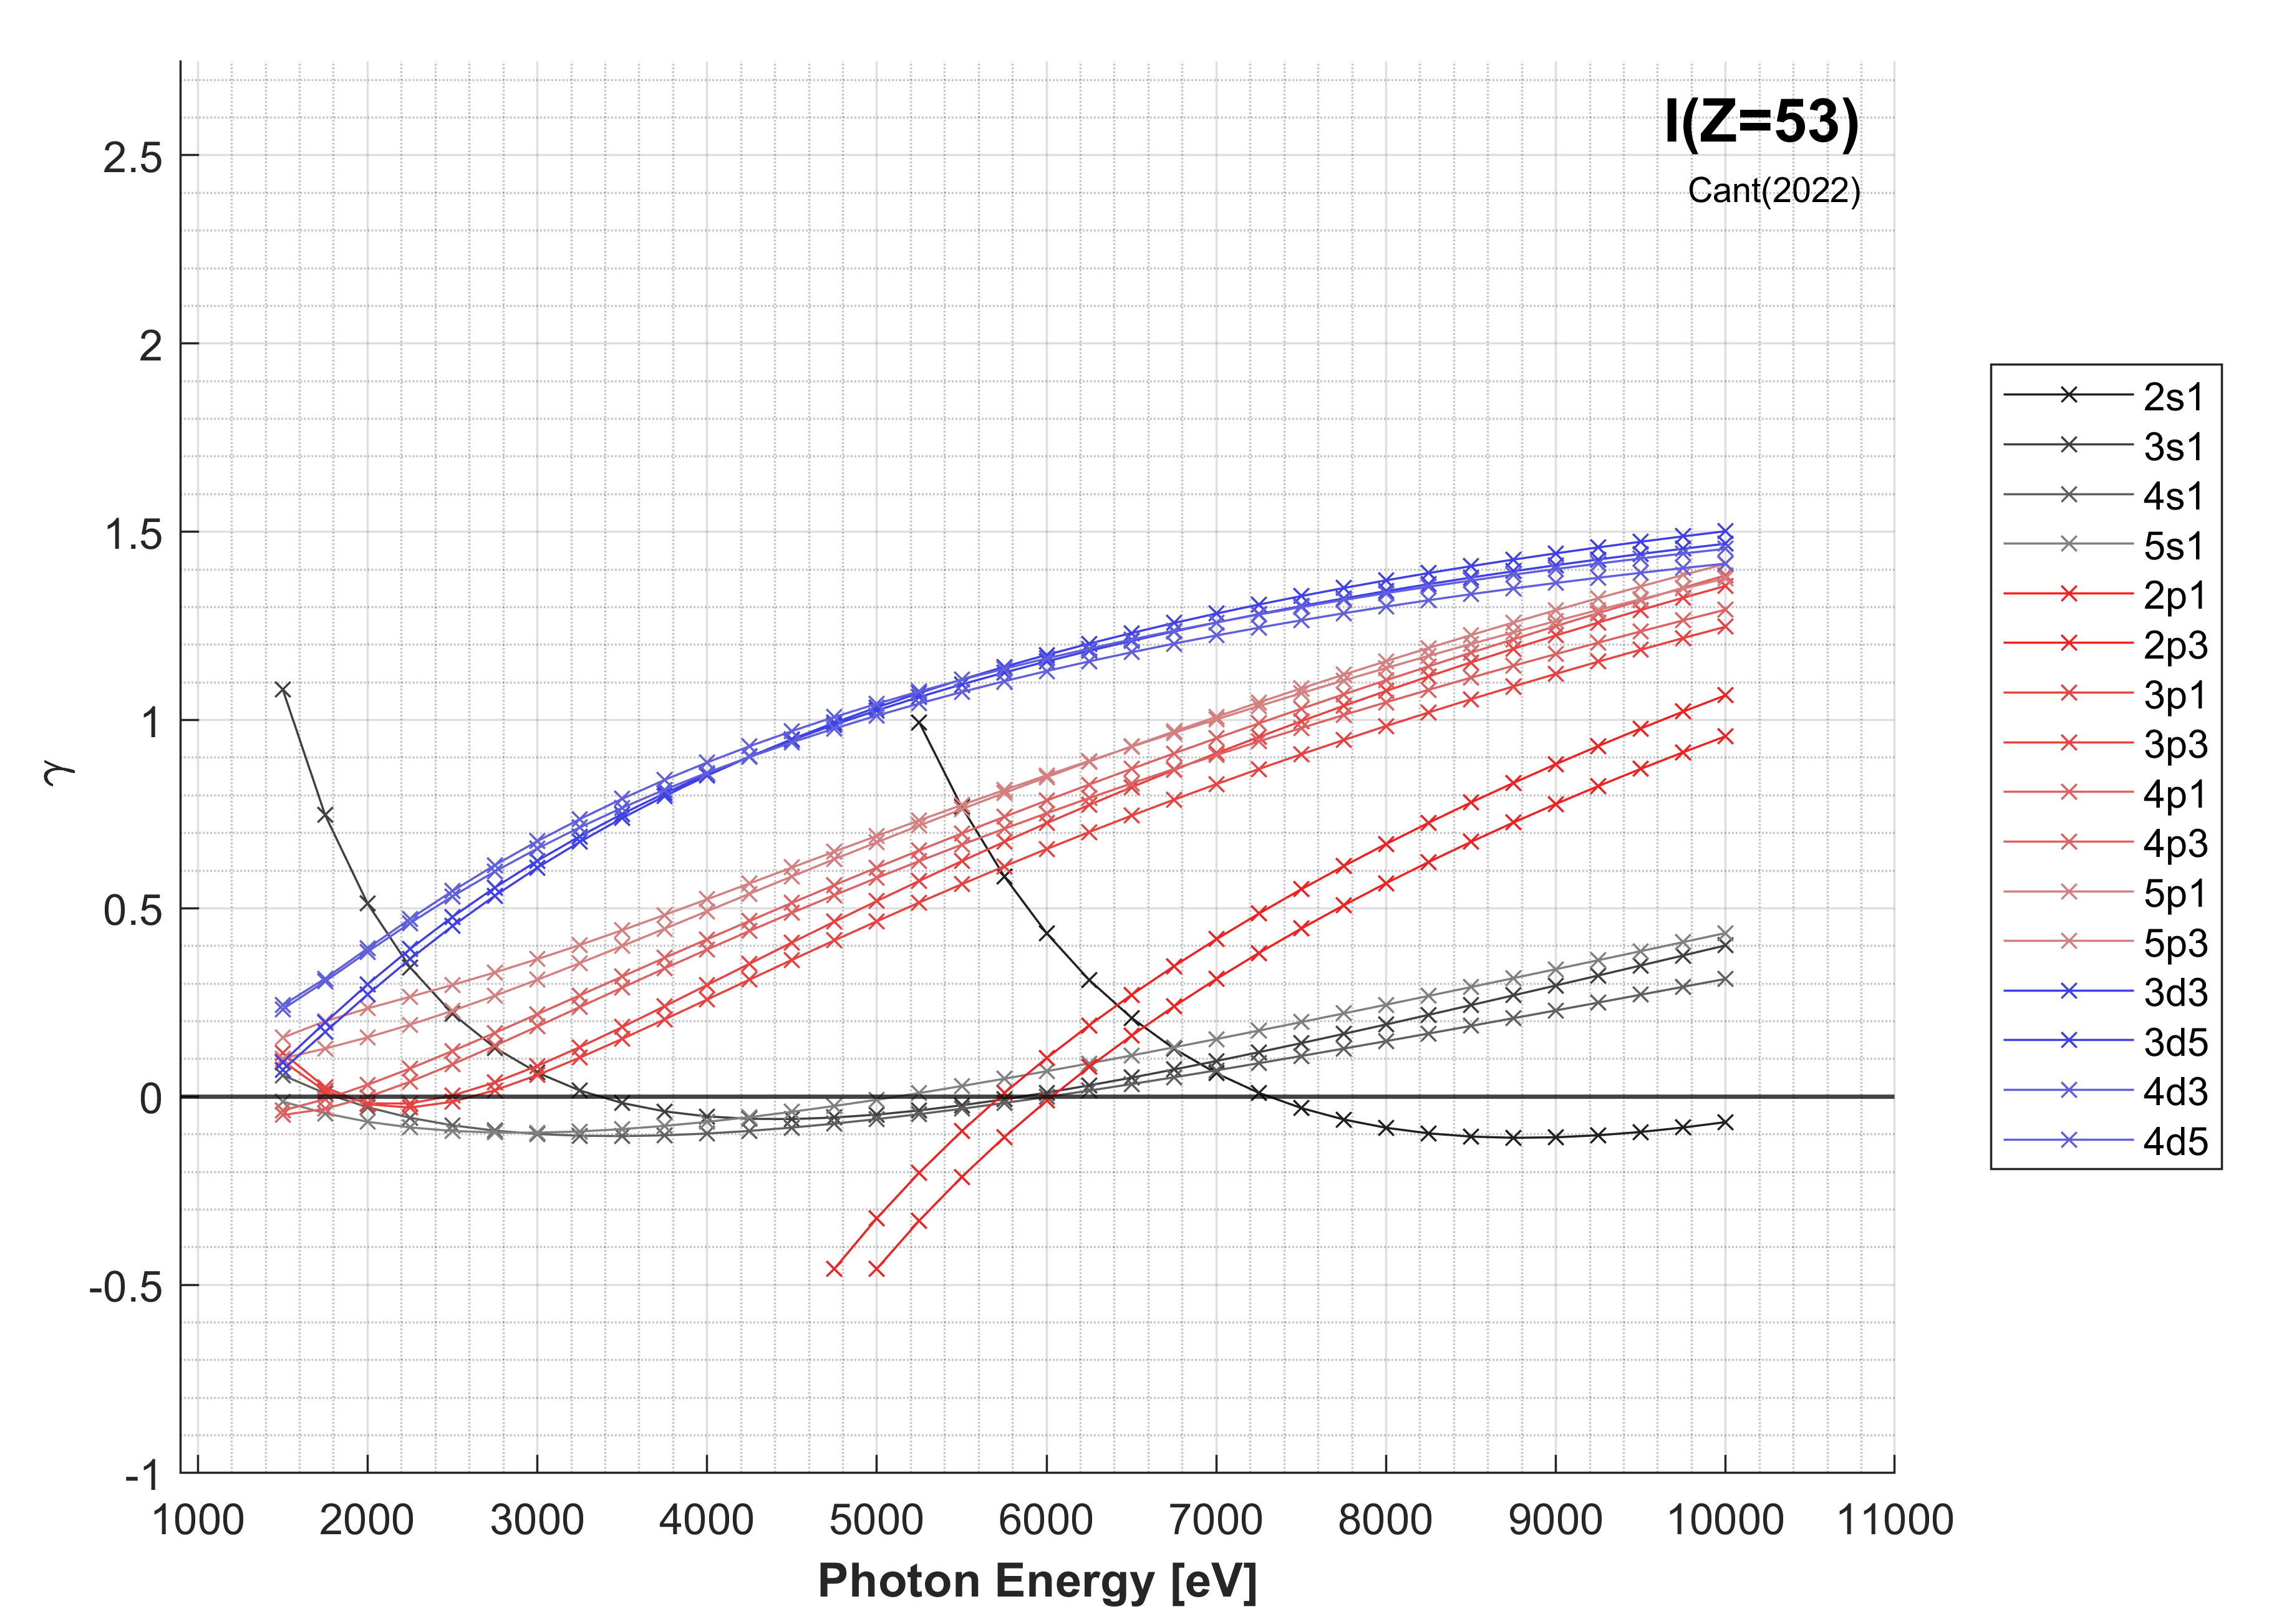 I(Z=53)
Cant(2022)
2.5
2
1.5
1
0.5
0
-0.5
-1
γ
1000 2000 3000 4000 5000 6000 7000 8000 9000 10000 11000
Photon Energy [eV]
2s1
3s1
4s1
5s1
2p1
2p3
3p1
3p3
4p1
4p3
5p1
5p3
3d3
3d5
4d3
4d5